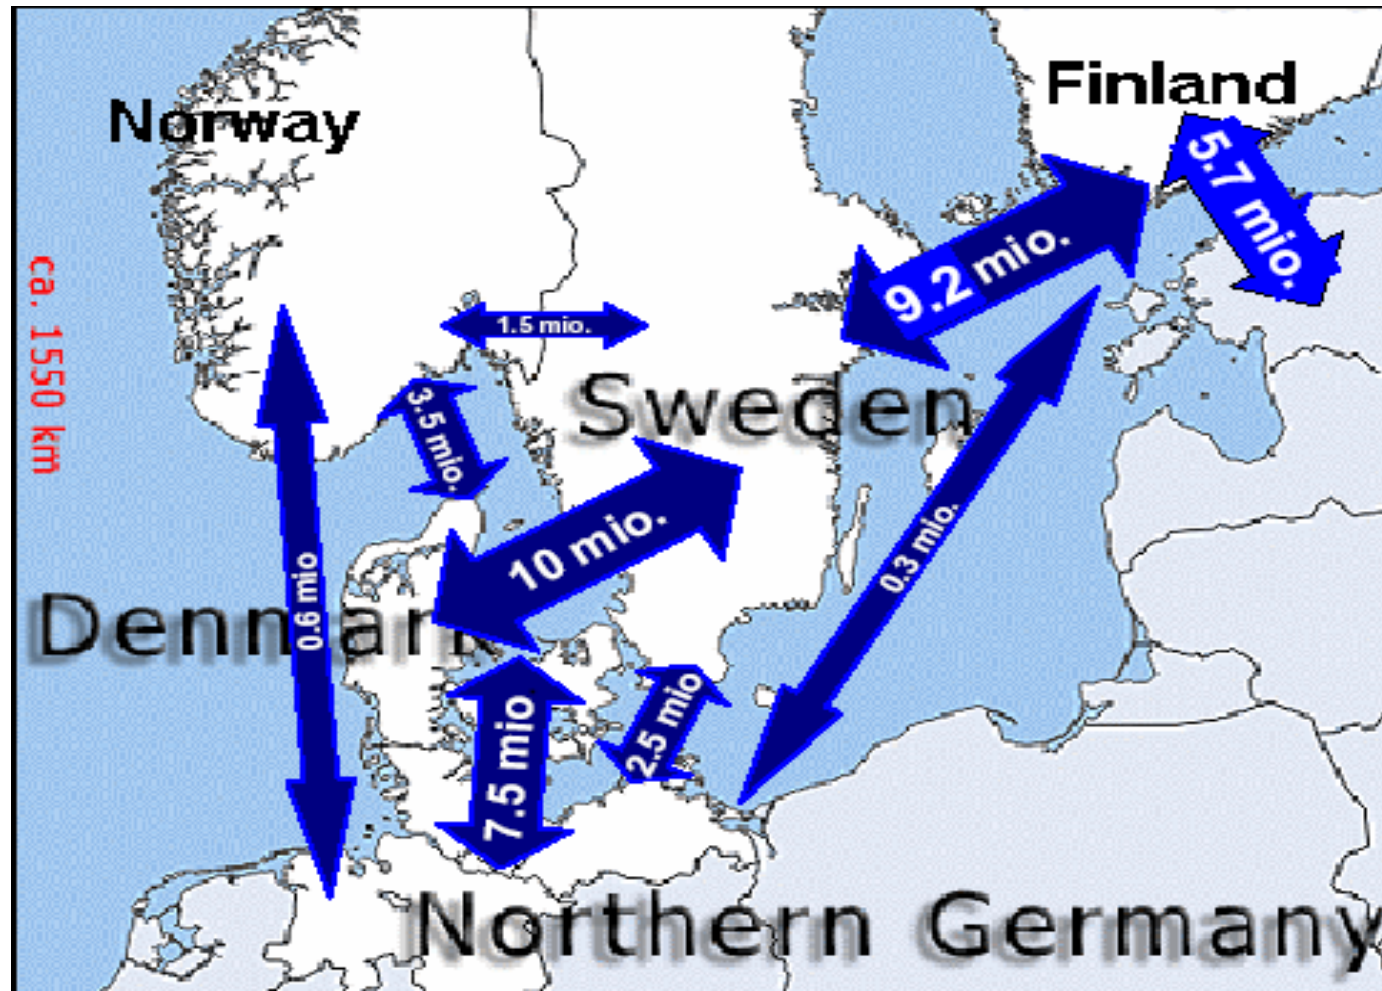 Finland
Norway
5.7 mio.
9.2 mio.
ca. 1550 km
1.5 mio.
Sweden
3.5 mio.
10 mio.
0.3 mio.
0.6 mio
Denmark
2.5 mio
7.5 mio
Northern Germany